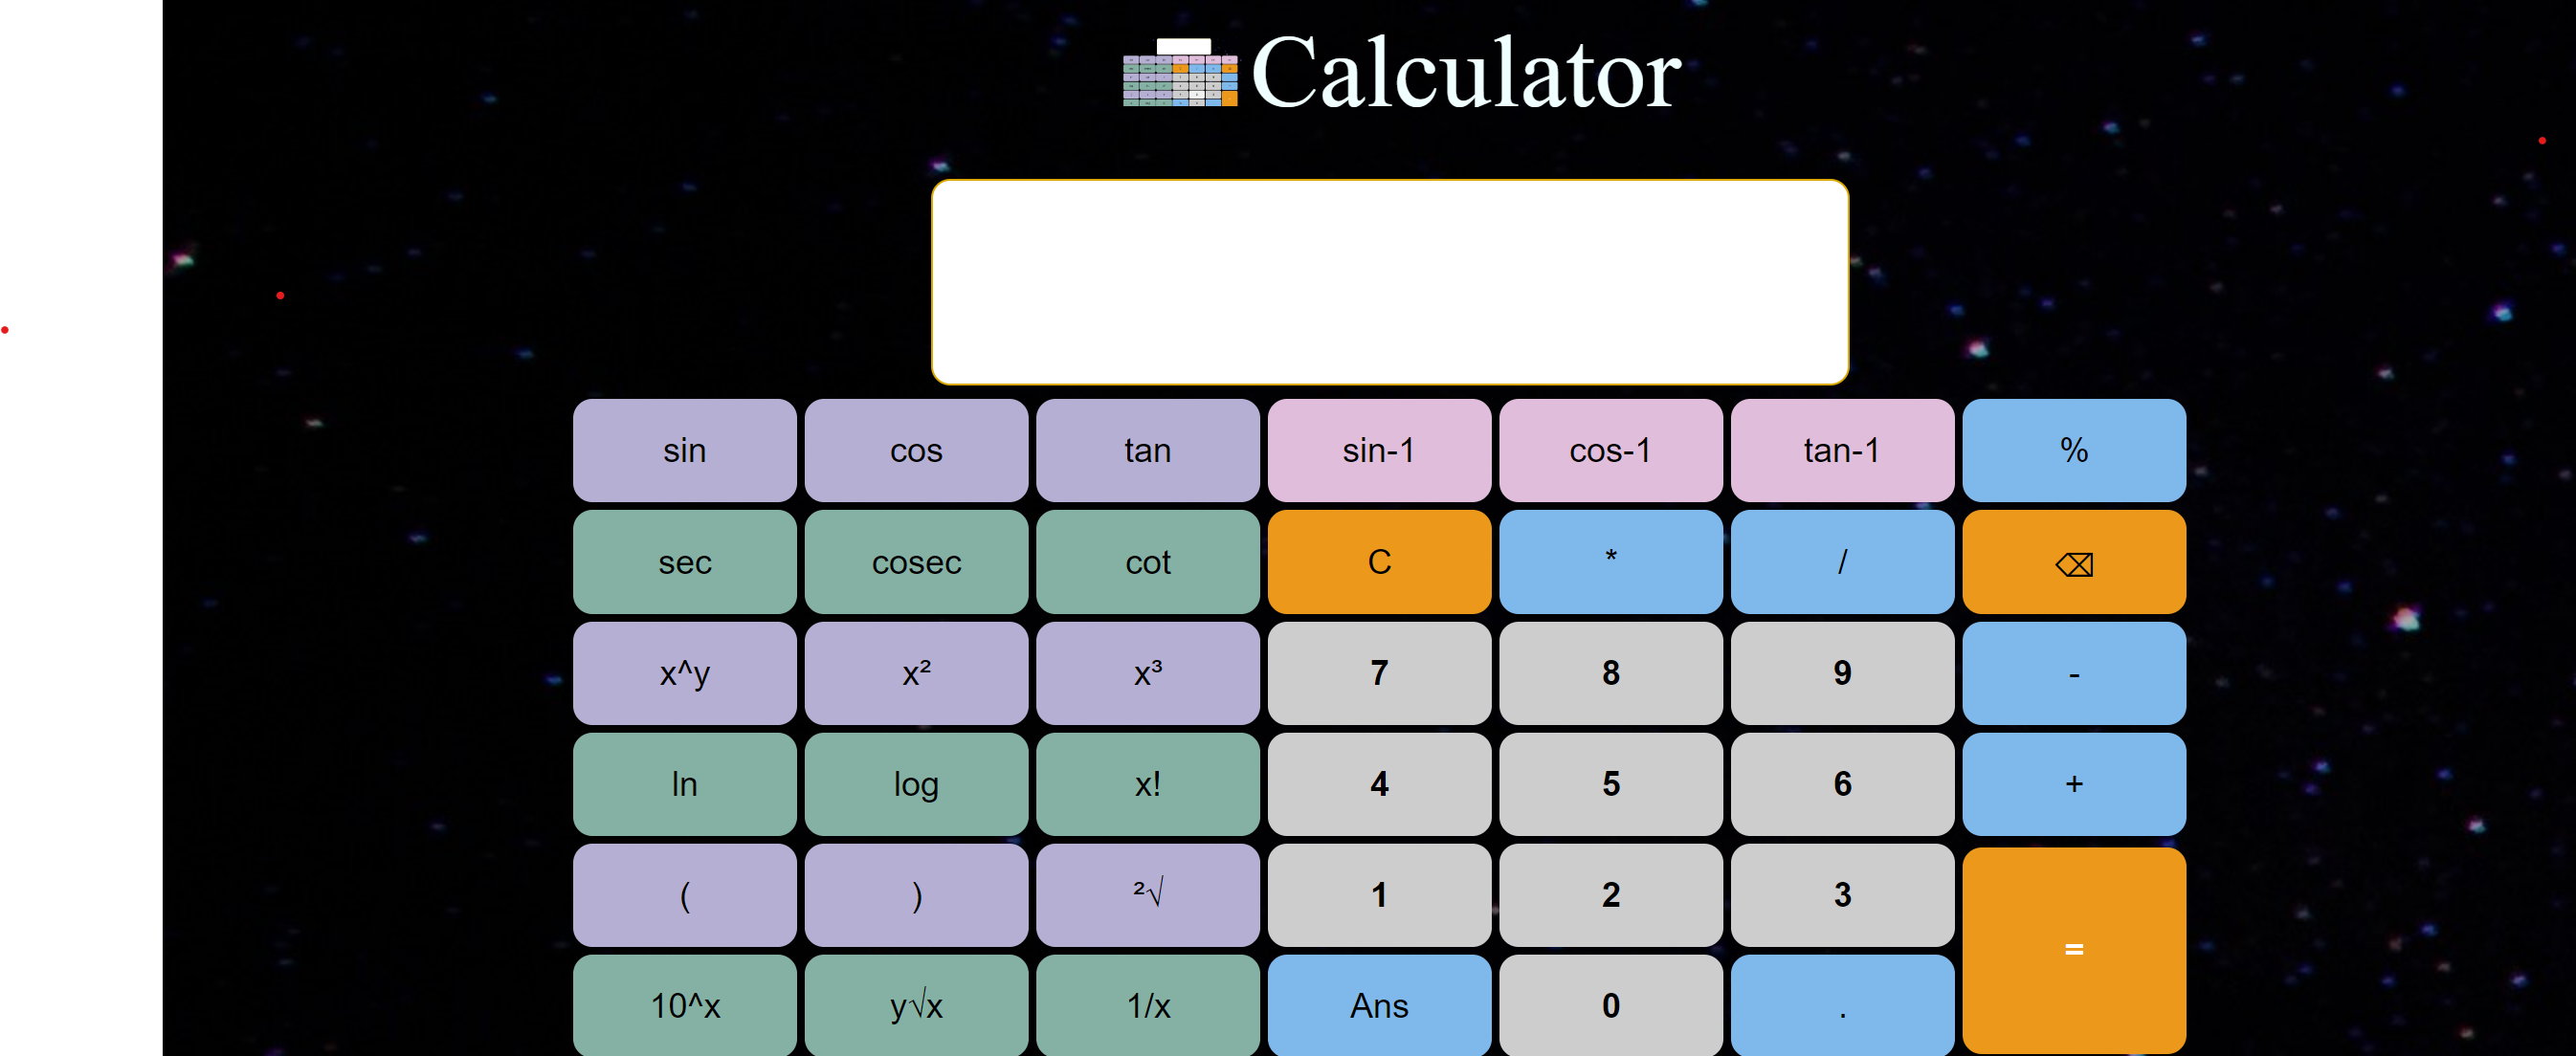 Calculator
sin cos tan sin-1 cos-1 tan-1 %
sec cosec cot C * / ⌫
x^y x² x³ 7 8 9 -
ln log x! 4 5 6 +
( ) ²√ 1 2 3 =
10^x y√x 1/x Ans 0 .